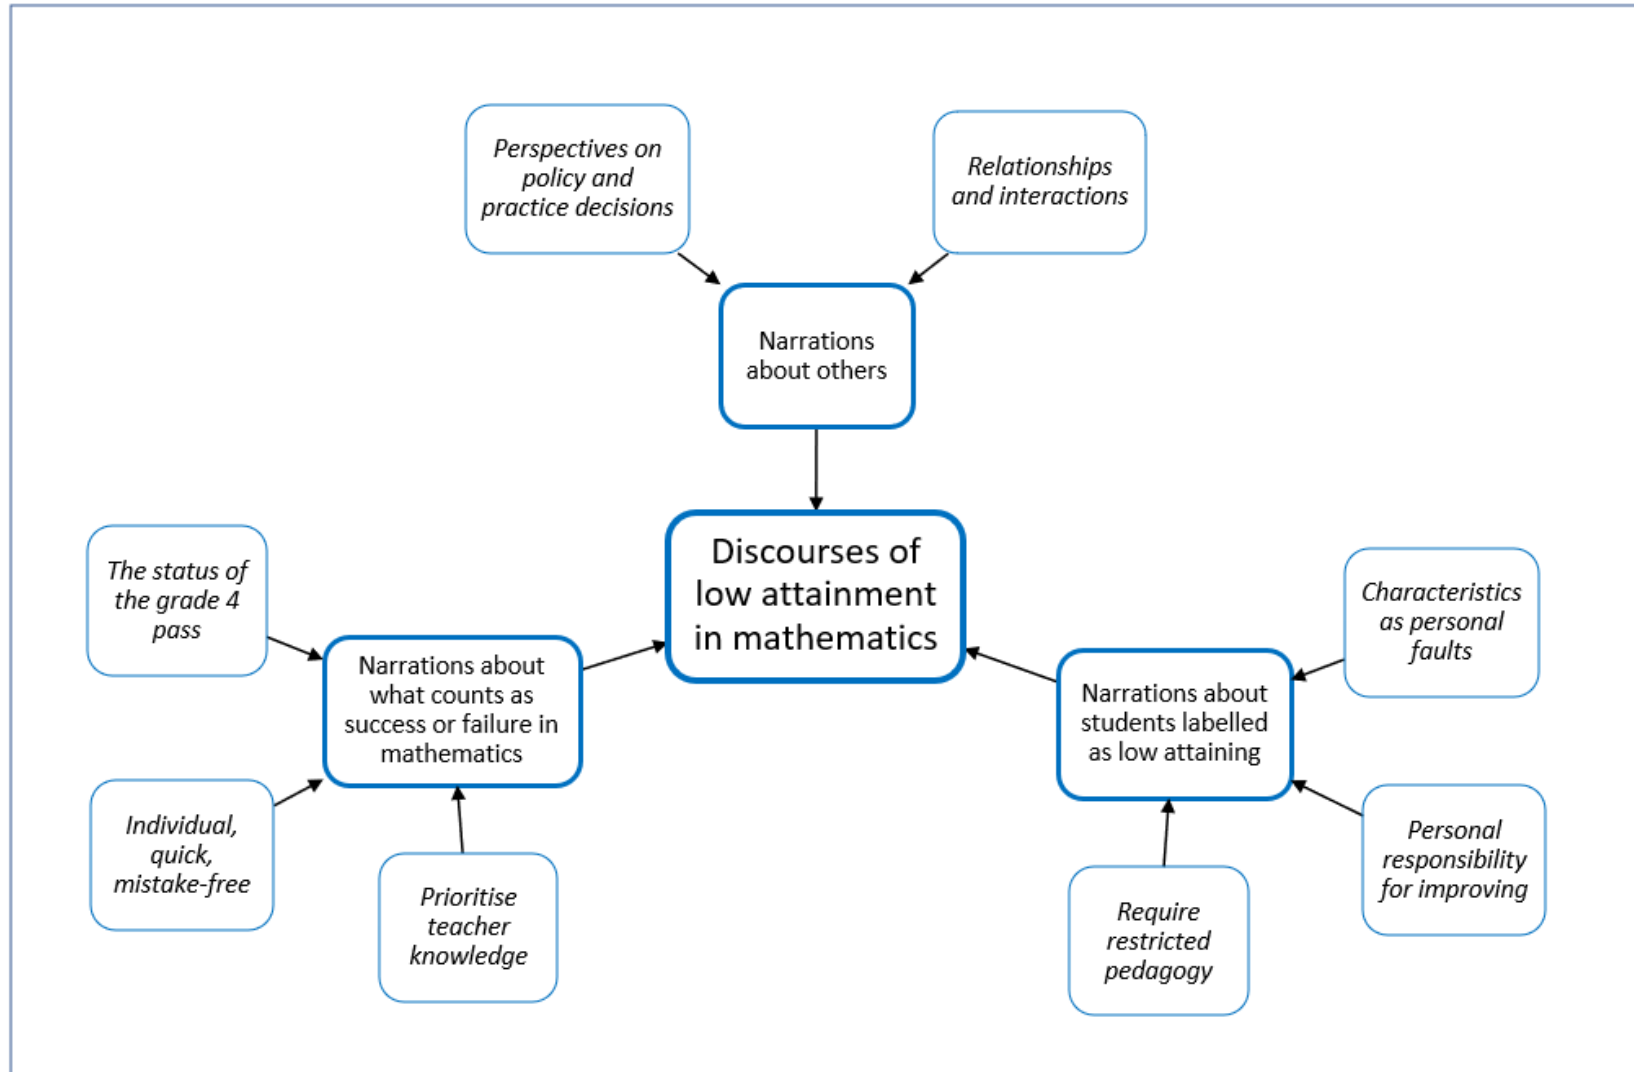 Perspectives on
policy and
practice decisions
Relationships
and interactions
Narrations
about others
Discourses of
low attainment
in mathematics
The status of
the grade 4
pass
Narrations about
what counts as
success or failure in
mathematics
Individual,
quick,
mistake-free
Prioritise
teacher
knowledge
Characteristics
as personal
faults
Narrations about
students labelled
as low attaining
Personal
responsibility
for improving
Require
restricted
pedagogy